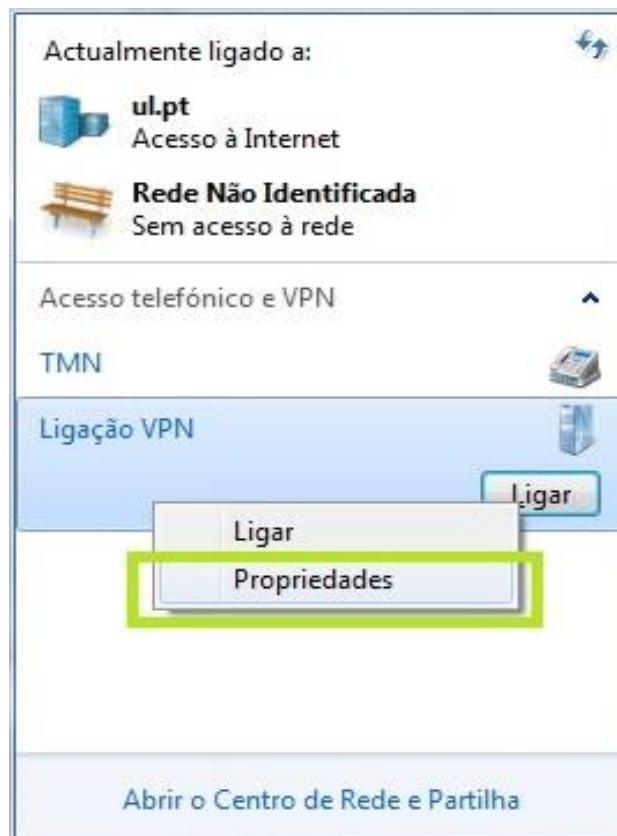 Actualmente ligado a:
ul.pt
Acesso à Internet
Rede Não Identificada
Sem acesso à rede
Acesso telefónico e VPN
TMN
Ligação VPN
Ligar
Ligar
Propriedades
Abrir o Centro de Rede e Partilha